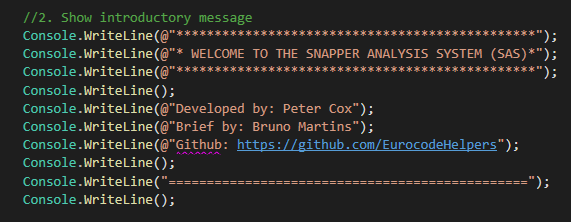 //2. Show introductory message
Console.WriteLine(@"***********************************************");
Console.WriteLine(@"* WELCOME TO THE SNAPPER ANALYSIS SYSTEM (SAS)*");
Console.WriteLine(@"***********************************************");
Console.WriteLine();
Console.WriteLine(@"Developed by: Peter Cox");
Console.WriteLine(@"Brief by: Bruno Martins");
Console.WriteLine(@"Github: https://github.com/EurocodeHelpers");
Console.WriteLine();
Console.WriteLine("===============================================");
Console.WriteLine();